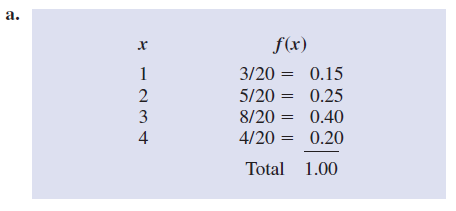 a.
x f(x)
1 3/20 = 0.15
2 5/20 = 0.25
3 8/20 = 0.40
4 4/20 = 0.20
Total 1.00